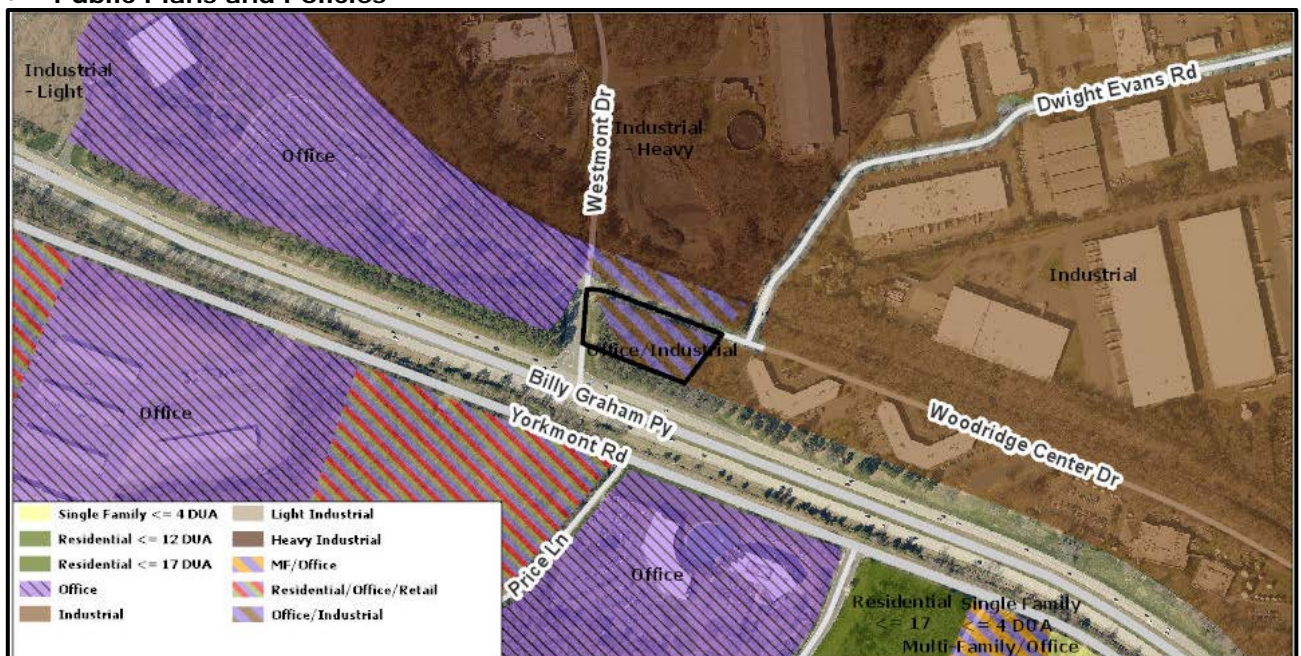 Public Plans and Policies
Industrial
- Light
Office
Westmont Dr
Industrial
- Heavy
Dwight Evans Rd
Industrial
Office/Industrial
Billy Graham Py
Yorkmont Rd
Woodridge Center Dr
Office
Price Ln
Office
Residential
<= 17
Single Family
<= 4 DUA
Multi-Family/Office
Single Family <= 4 DUA
Residential <= 12 DUA
Residential <= 17 DUA
Office
Industrial
Light Industrial
Heavy Industrial
MF/Office
Residential/Office/Retail
Office/Industrial